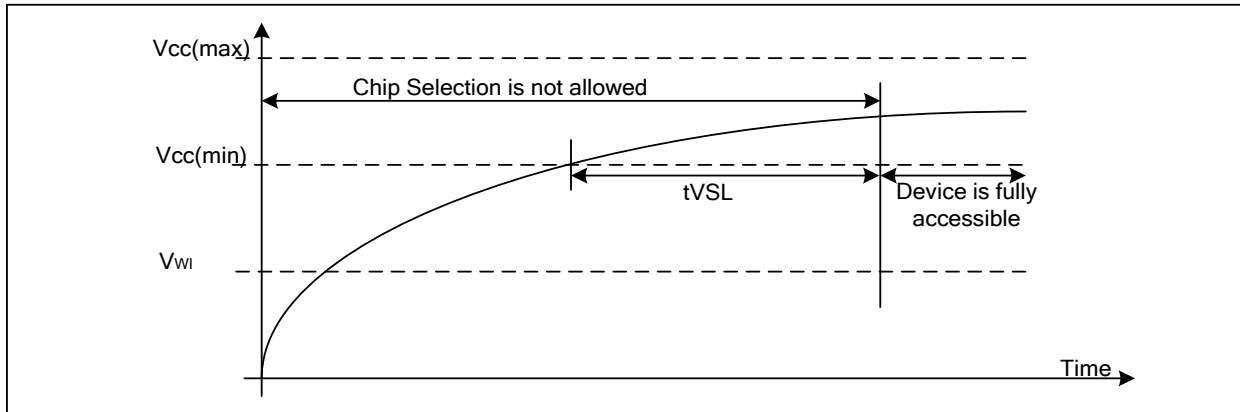 Vcc(max)
Chip Selection is not allowed
Vcc(min)
tVSL
Device is fully
accessible
VWI
Time